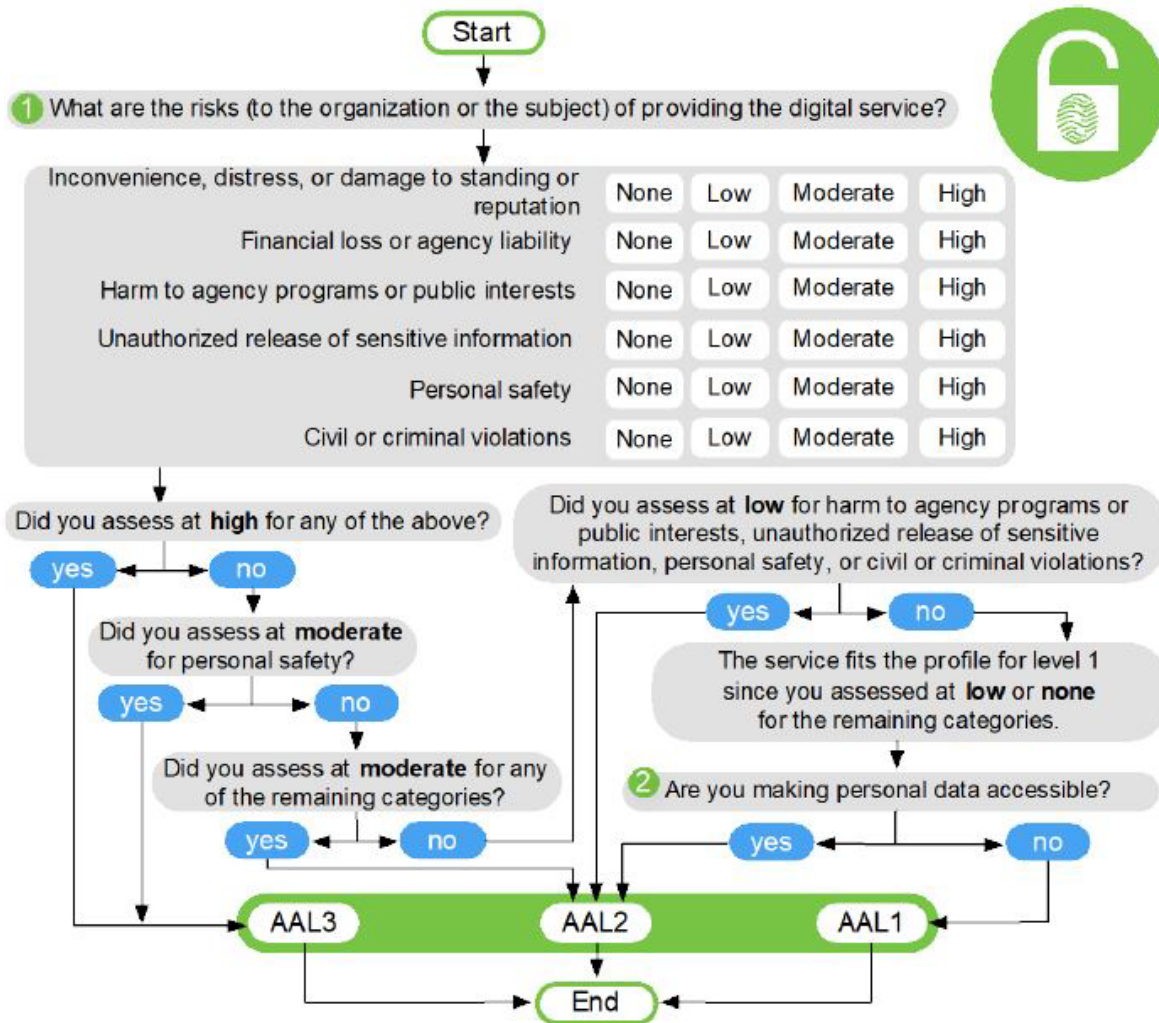 Start
1 What are the risks (to the organization or the subject) of providing the digital service?
Inconvenience, distress, or damage to standing or
reputation
None Low Moderate High
Financial loss or agency liability None Low Moderate High
Harm to agency programs or public interests None Low Moderate High
Unauthorized release of sensitive information None Low Moderate High
Personal safety None Low Moderate High
Civil or criminal violations None Low Moderate High
Did you assess at high for any of the above?
yes no
Did you assess at moderate
for personal safety?
yes no
Did you assess at moderate for any
of the remaining categories?
yes no
Did you assess at low for harm to agency programs or
public interests, unauthorized release of sensitive
information, personal safety, or civil or criminal violations?
yes no
The service fits the profile for level 1
since you assessed at low or none
for the remaining categories.
2 Are you making personal data accessible?
yes no
AAL3 AAL2 AAL1
End